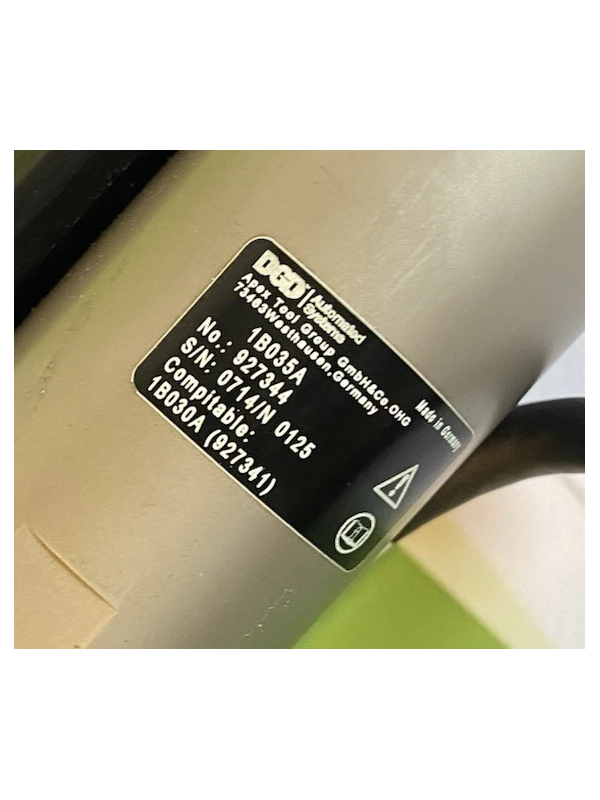 DGD | Automated Systems
Apex Tool Group GmbH&Co.OHG
73463Westhausen,Germany
Made in Germany
1B035A
No.: 927344
S/N: 0714/N 0125
Compitable:
1B030A (927341)